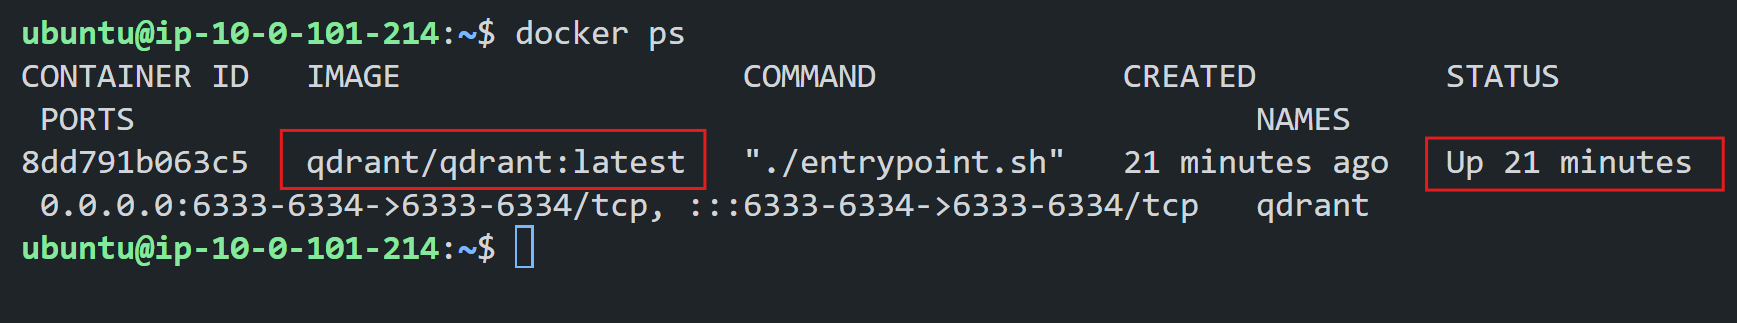 ubuntu@ip-10-0-101-214:~$ docker ps
CONTAINER ID   IMAGE                  COMMAND             CREATED          STATUS
 PORTS                                                           NAMES
8dd791b063c5   qdrant/qdrant:latest   "./entrypoint.sh"   21 minutes ago   Up 21 minutes
 0.0.0.0:6333-6334->6333-6334/tcp, :::6333-6334->6333-6334/tcp   qdrant
ubuntu@ip-10-0-101-214:~$